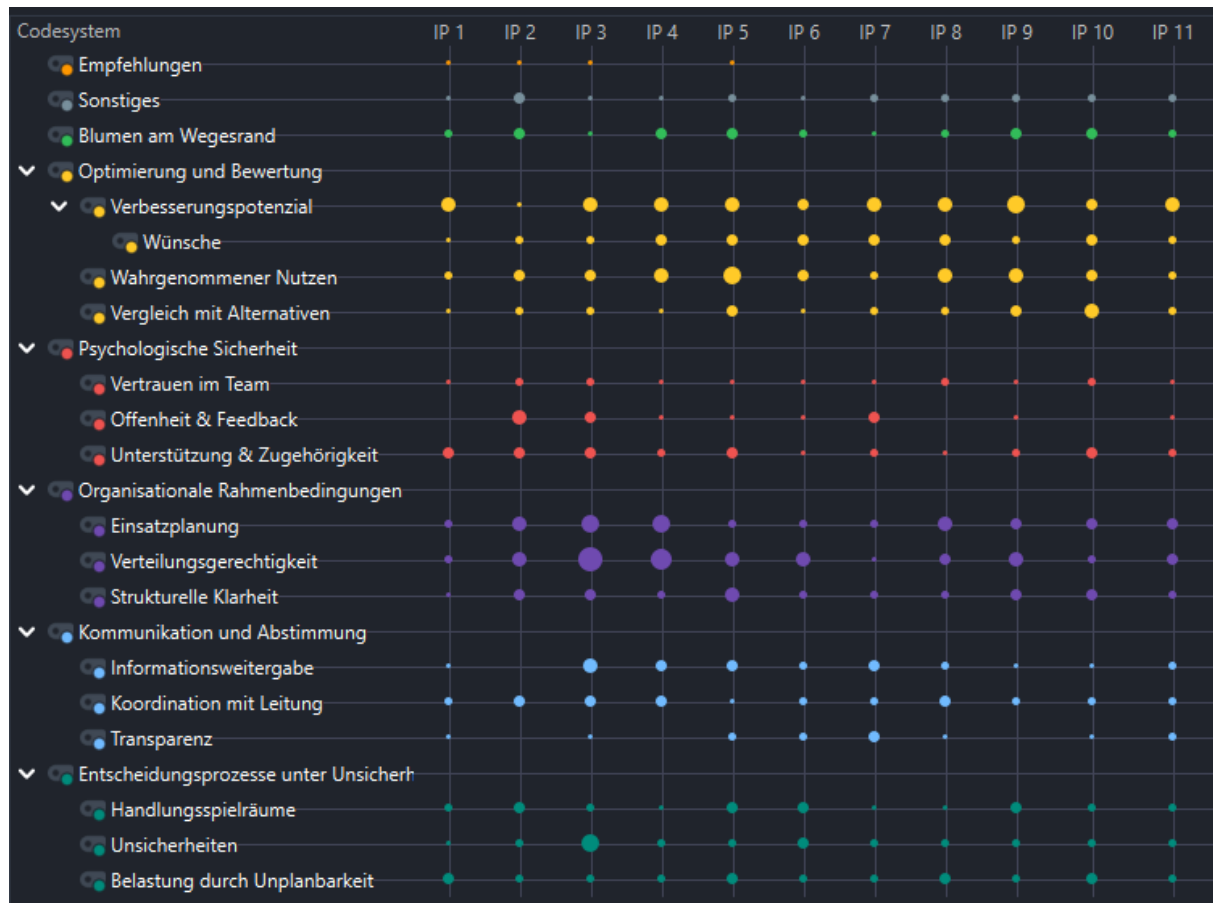 Codesystem IP 1 IP 2 IP 3 IP 4 IP 5 IP 6 IP 7 IP 8 IP 9 IP 10 IP 11
Empfehlungen
Sonstiges
Blumen am Wegesrand
Optimierung und Bewertung
Verbesserungspotenzial
Wünsche
Wahrgenommener Nutzen
Vergleich mit Alternativen
Psychologische Sicherheit
Vertrauen im Team
Offenheit & Feedback
Unterstützung & Zugehörigkeit
Organisationale Rahmenbedingungen
Einsatzplanung
Verteilungsgerechtigkeit
Strukturelle Klarheit
Kommunikation und Abstimmung
Informationsweitergabe
Koordination mit Leitung
Transparenz
Entscheidungsprozesse unter Unsicherh
Handlungsspielräume
Unsicherheiten
Belastung durch Unplanbarkeit